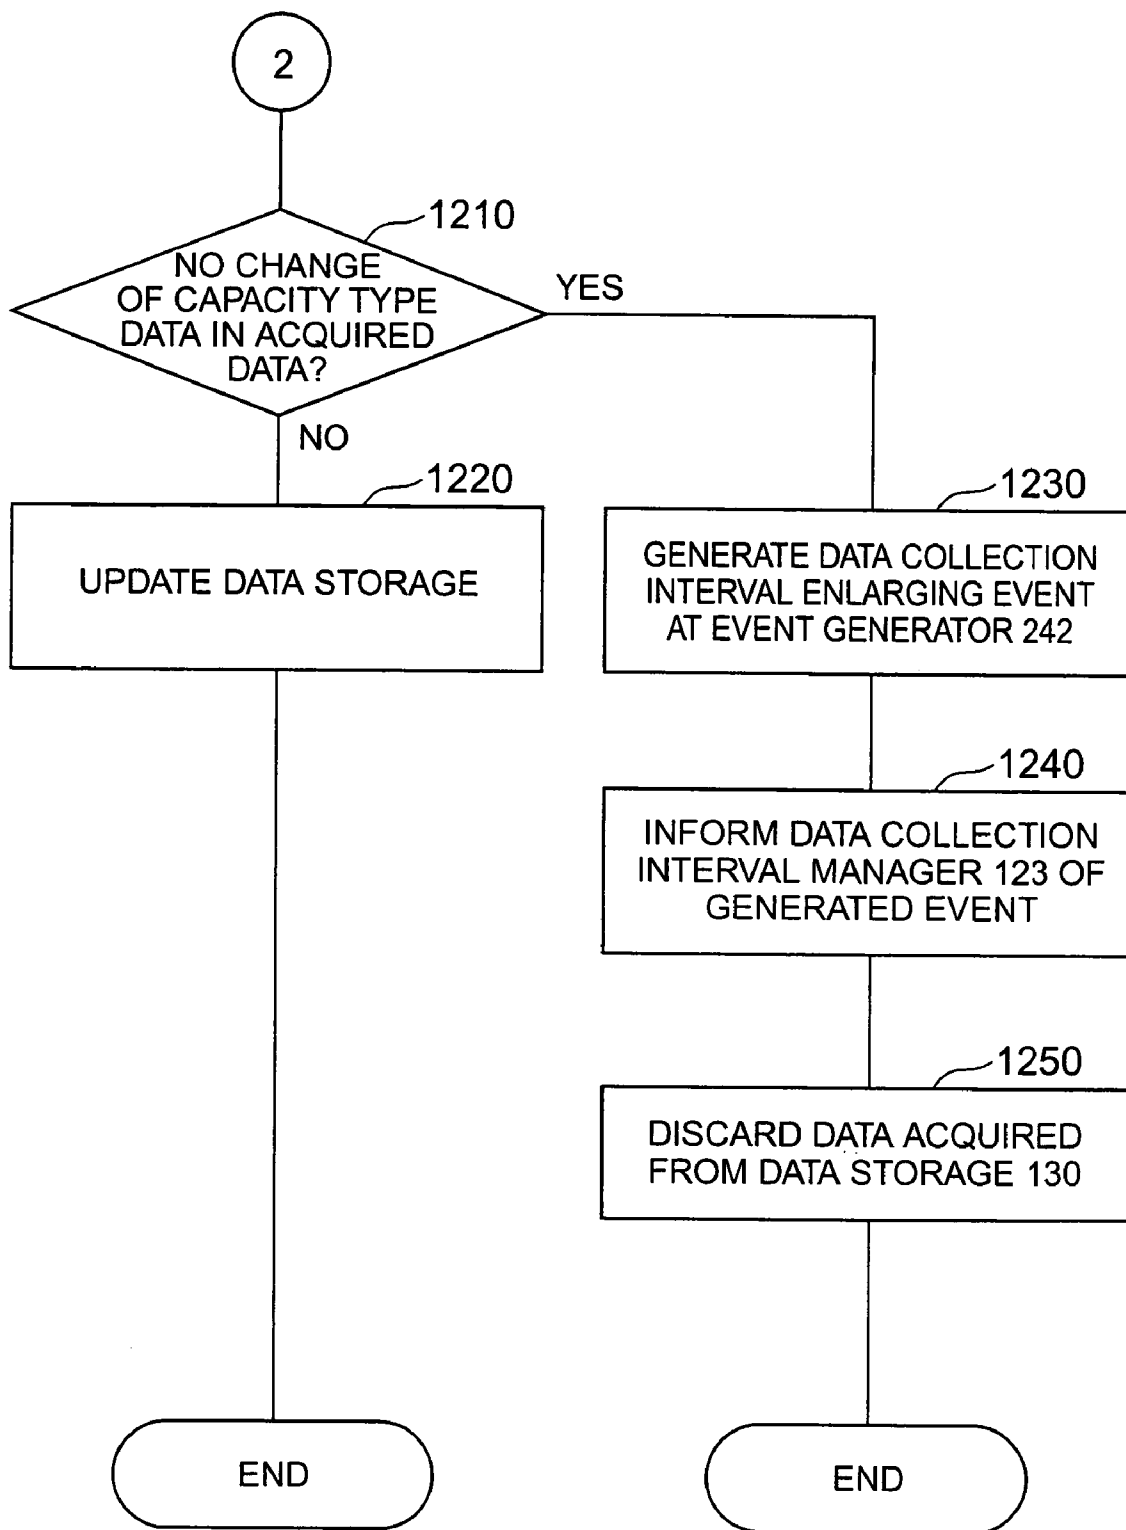 2
1210
NO CHANGE
OF CAPACITY TYPE
DATA IN ACQUIRED
DATA?
YES
NO
1220
UPDATE DATA STORAGE
1230
GENERATE DATA COLLECTION
INTERVAL ENLARGING EVENT
AT EVENT GENERATOR 242
1240
INFORM DATA COLLECTION
INTERVAL MANAGER 123 OF
GENERATED EVENT
1250
DISCARD DATA ACQUIRED
FROM DATA STORAGE 130
END
END